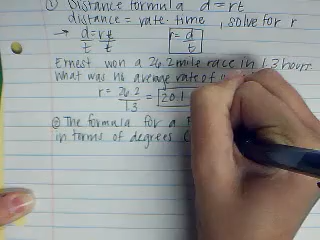 ① Distance formula d=rt
distance = rate·time, solve for r
→ d=rt r=d
t t t
Ernest won a 26.2 mile race in 1.3 hours.
What was his average rate of
r = 26.2 = 20.1
1.3
② The formula for a
in terms of degrees